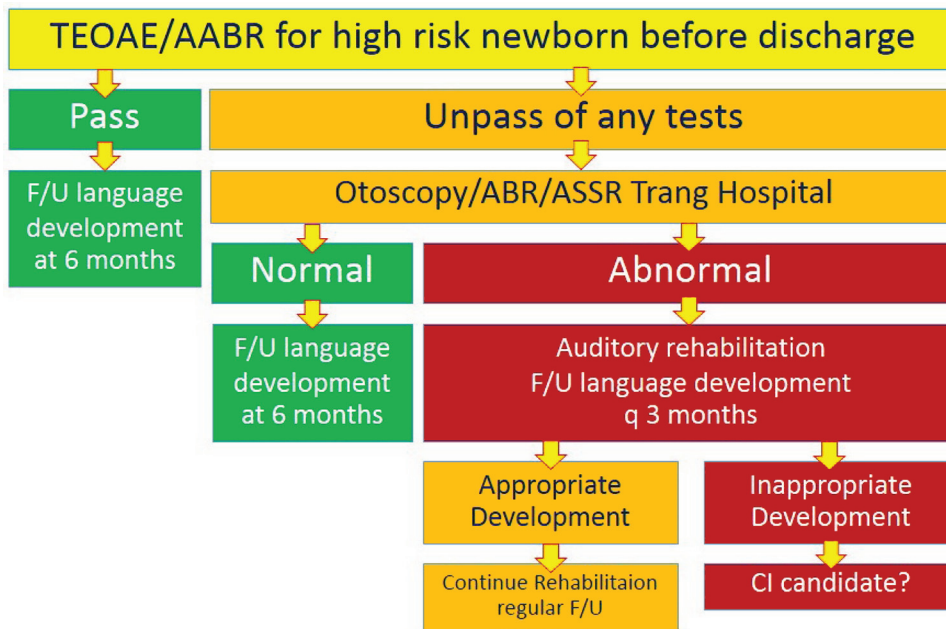 TEOAE/AABR for high risk newborn before discharge
Pass
Unpass of any tests
F/U language
development
at 6 months
Otoscopy/ABR/ASSR Trang Hospital
Normal
Abnormal
F/U language
development
at 6 months
Auditory rehabilitation
F/U language development
q 3 months
Appropriate
Development
Inappropriate
Development
Continue Rehabilitaion
regular F/U
CI candidate?